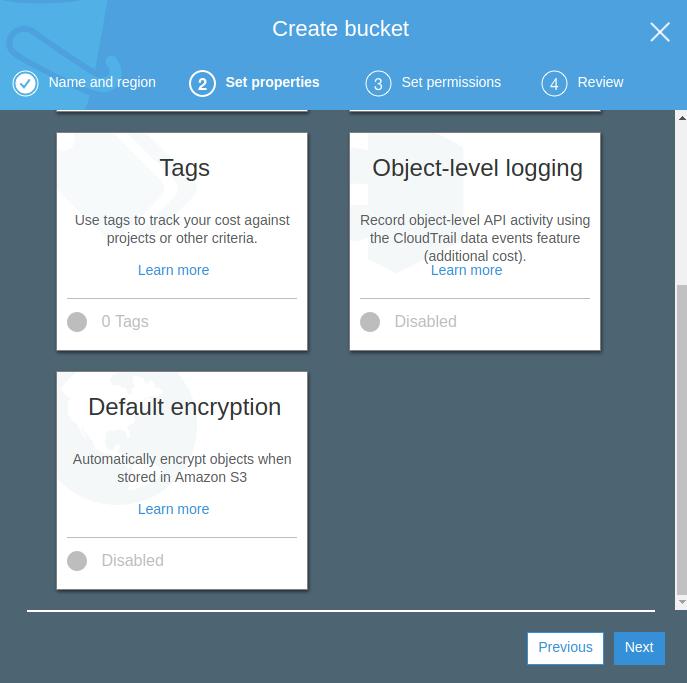 Create bucket
Name and region
2 Set properties
3 Set permissions
4 Review
Tags
Use tags to track your cost against
projects or other criteria.
Learn more
0 Tags
Object-level logging
Record object-level API activity using
the CloudTrail data events feature
(additional cost).
Learn more
Disabled
Default encryption
Automatically encrypt objects when
stored in Amazon S3
Learn more
Disabled
Previous
Next